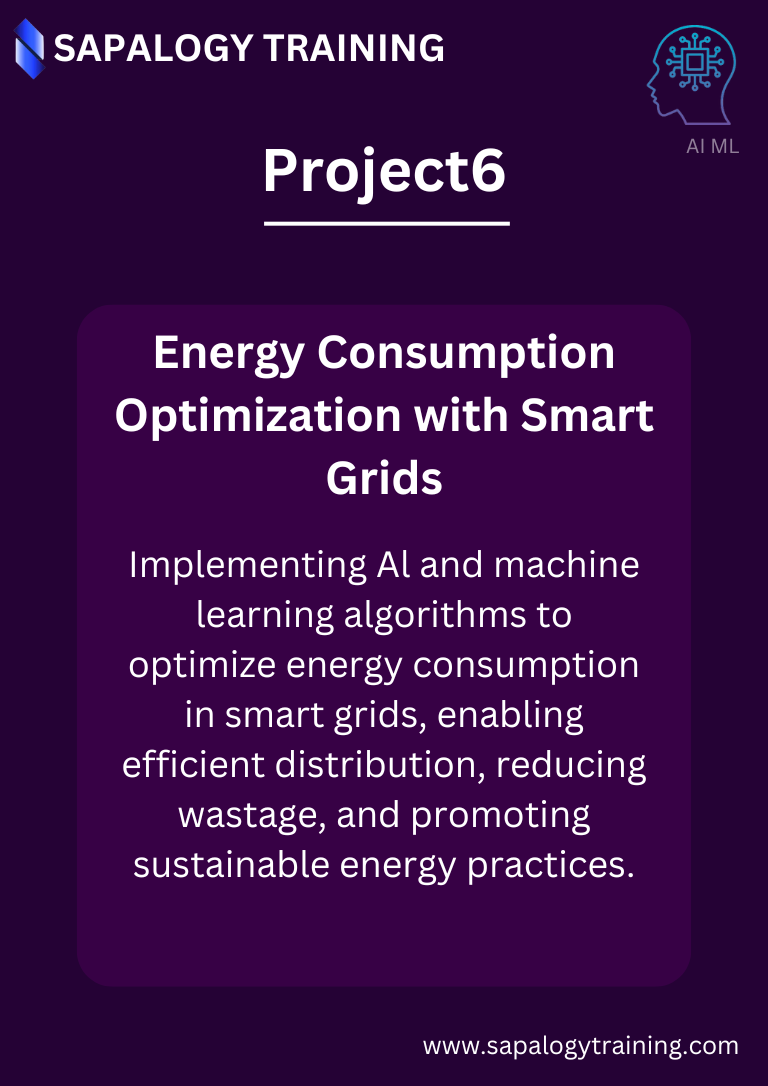 SAPALOGY TRAINING
AI ML
Project6
Energy Consumption
Optimization with Smart
Grids
Implementing AI and machine
learning algorithms to
optimize energy consumption
in smart grids, enabling
efficient distribution, reducing
wastage, and promoting
sustainable energy practices.
www.sapalogytraining.com